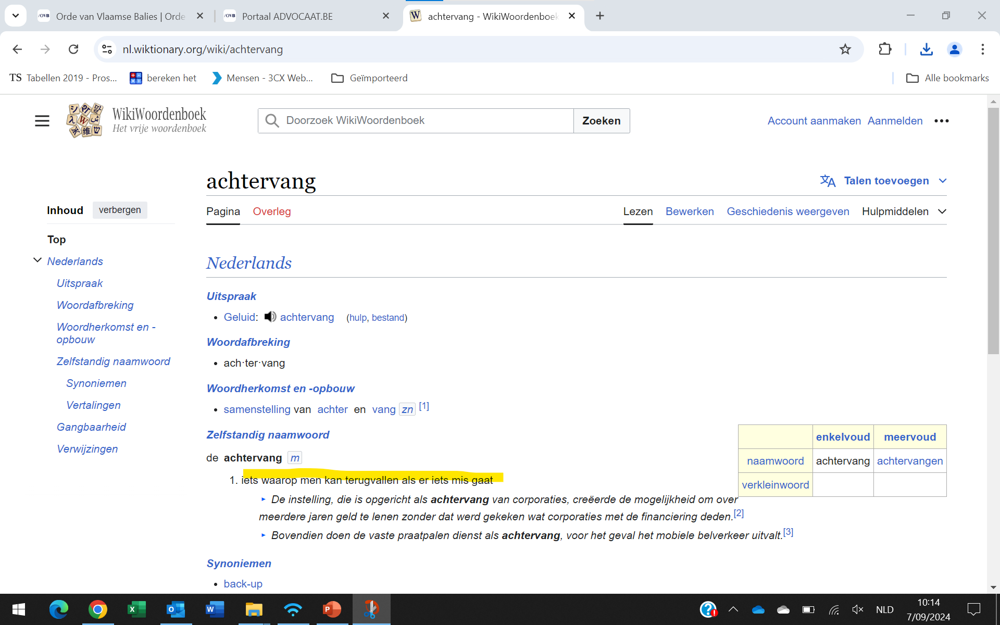 Orde van Vlaamse Balies | Orde
Portaal ADVOCAAT.BE
achtervang - WikiWoordenboek
nl.wiktionary.org/wiki/achtervang
TS Tabellen 2019 - Pros...
bereken het
Mensen - 3CX Web...
Geïmporteerd
Alle bookmarks
WikiWoordenboek
Het vrije woordenboek
Doorzoek WikiWoordenboek
Zoeken
Account aanmaken Aanmelden
achtervang
Talen toevoegen
Inhoud verbergen
Pagina Overleg
Lezen Bewerken Geschiedenis weergeven Hulpmiddelen
Top
Nederlands
Uitspraak
Woordafbreking
Woordherkomst en -
opbouw
Zelfstandig naamwoord
Synoniemen
Vertalingen
Gangbaarheid
Verwijzingen
Nederlands
Uitspraak
• Geluid: achtervang (hulp, bestand)
Woordafbreking
• ach·ter·vang
Woordherkomst en -opbouw
• samenstelling van achter en vang zn [1]
Zelfstandig naamwoord
enkelvoud meervoud
naamwoord achtervang achtervangen
verkleinwoord
de achtervang m
1. iets waarop men kan terugvallen als er iets mis gaat
‣ De instelling, die is opgericht als achtervang van corporaties, creëerde de mogelijkheid om over
meerdere jaren geld te lenen zonder dat werd gekeken wat corporaties met de financiering deden.[2]
‣ Bovendien doen de vaste praatpalen dienst als achtervang, voor het geval het mobiele belverkeer uitvalt.[3]
Synoniemen
• back-up
NLD
10:14
7/09/2024